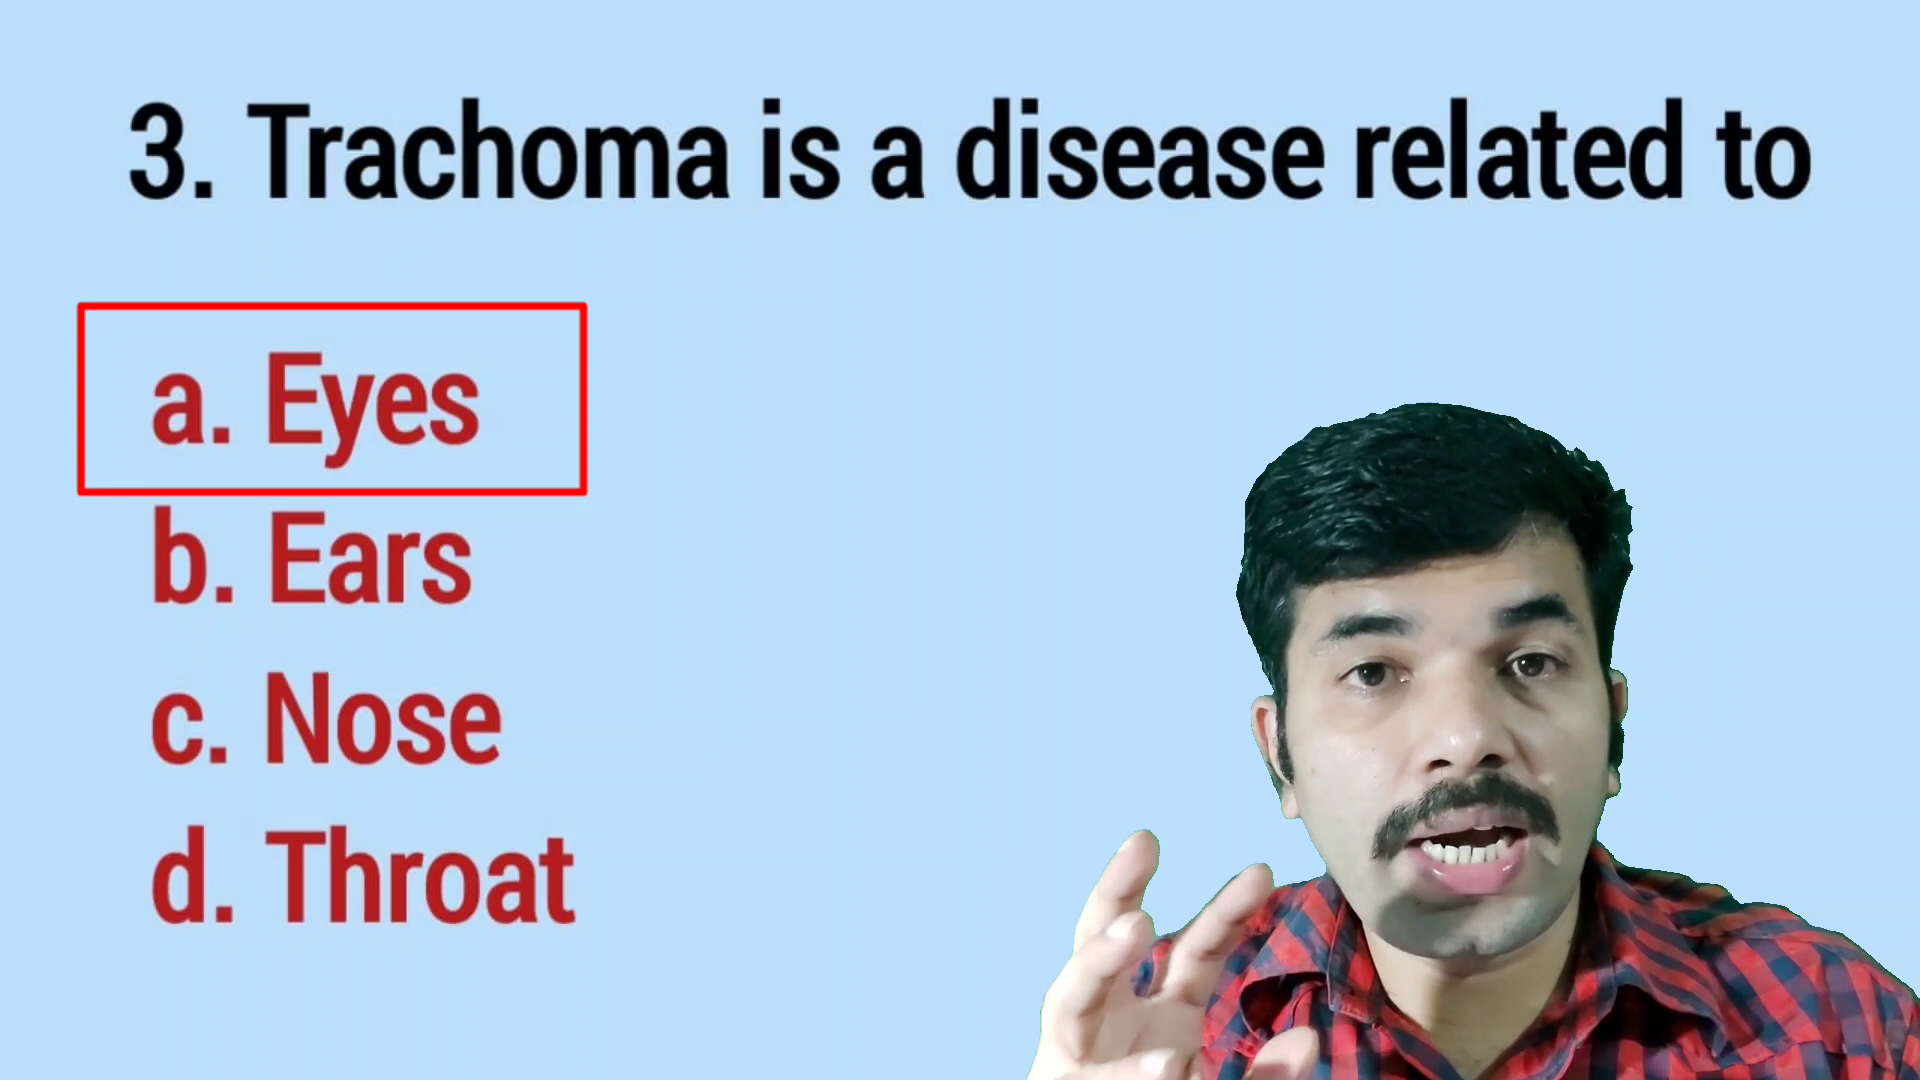 3. Trachoma is a disease related to
a. Eyes
b. Ears
c. Nose
d. Throat